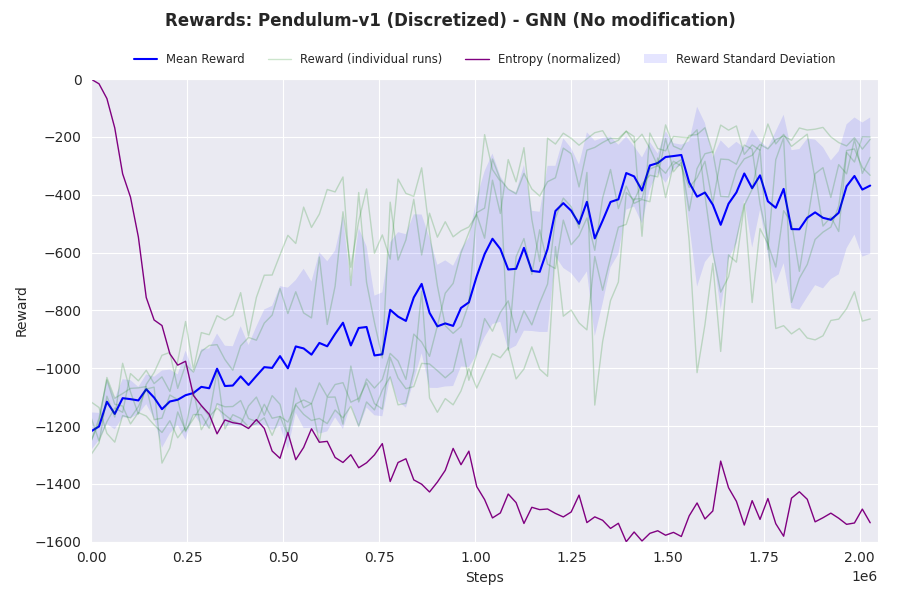 Rewards: Pendulum-v1 (Discretized) - GNN (No modification)
Mean Reward Reward (individual runs) Entropy (normalized) Reward Standard Deviation
0
−200
−400
−600
−800
−1000
−1200
−1400
−1600
Reward
0.00 0.25 0.50 0.75 1.00 1.25 1.50 1.75 2.00
Steps
1e6